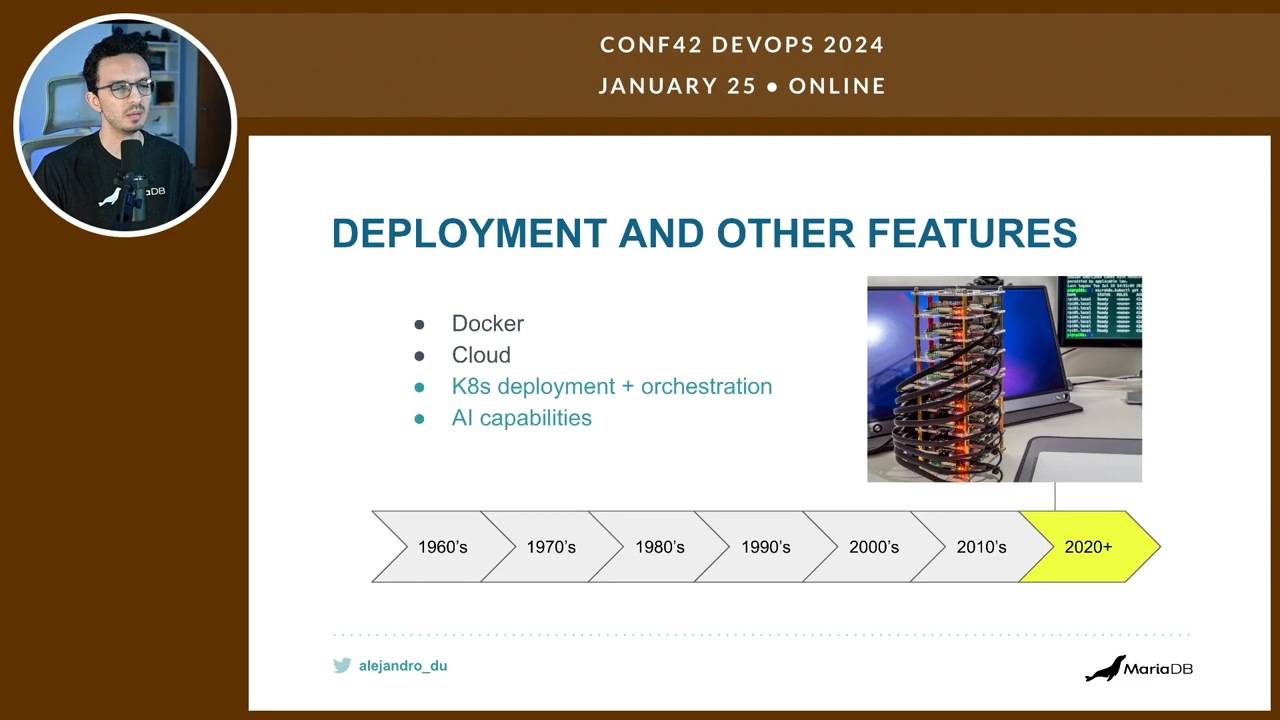 CONF42 DEVOPS 2024
JANUARY 25 ● ONLINE
DEPLOYMENT AND OTHER FEATURES
● Docker
● Cloud
● K8s deployment + orchestration
● AI capabilities
1960's 1970's 1980's 1990's 2000's 2010's 2020+
alejandro_du
MariaDB